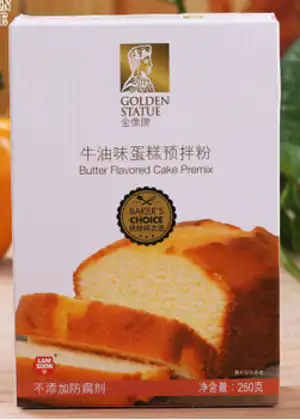 GOLDEN
STATUE
金像牌
牛油味蛋糕预拌粉
Butter Flavored Cake Premix
BAKER'S
CHOICE
LAM
SOON
不添加防腐剂
净含量:250克